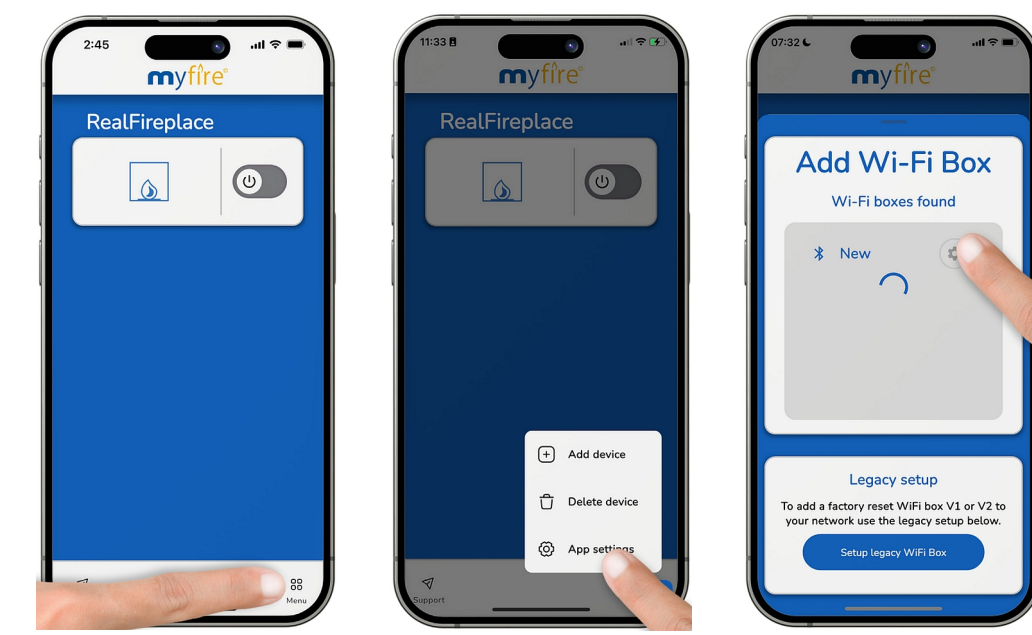 2:45
myfire
RealFireplace
Menu
11:33
myfire
RealFireplace
Add device
Delete device
App settings
Support
07:32
myfire
Add Wi-Fi Box
Wi-Fi boxes found
New
Legacy setup
To add a factory reset WiFi box V1 or V2 to
your network use the legacy setup below.
Setup legacy WiFi Box